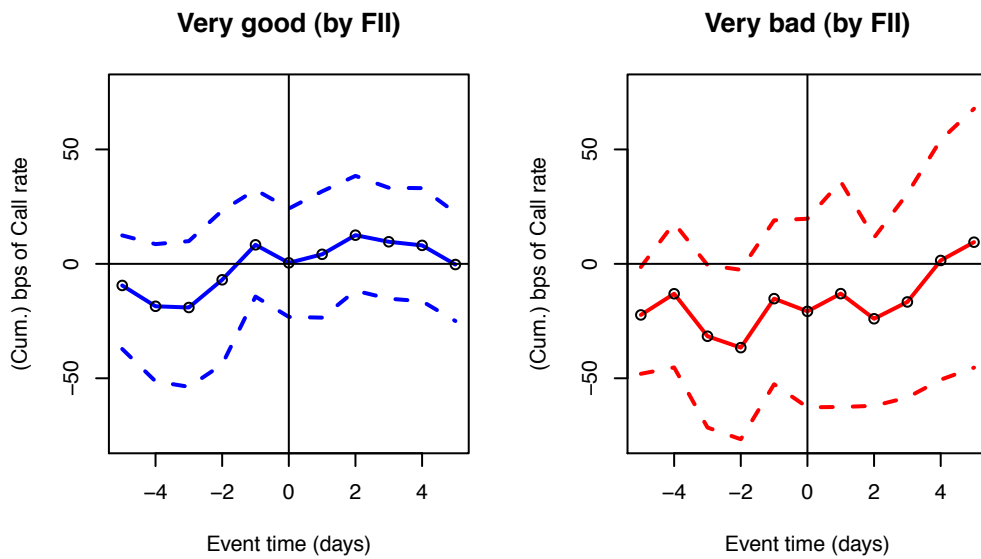 Very good (by FII)
(Cum.) bps of Call rate
50
0
−50
−4 −2 0 2 4
Event time (days)
Very bad (by FII)
(Cum.) bps of Call rate
50
0
−50
−4 −2 0 2 4
Event time (days)